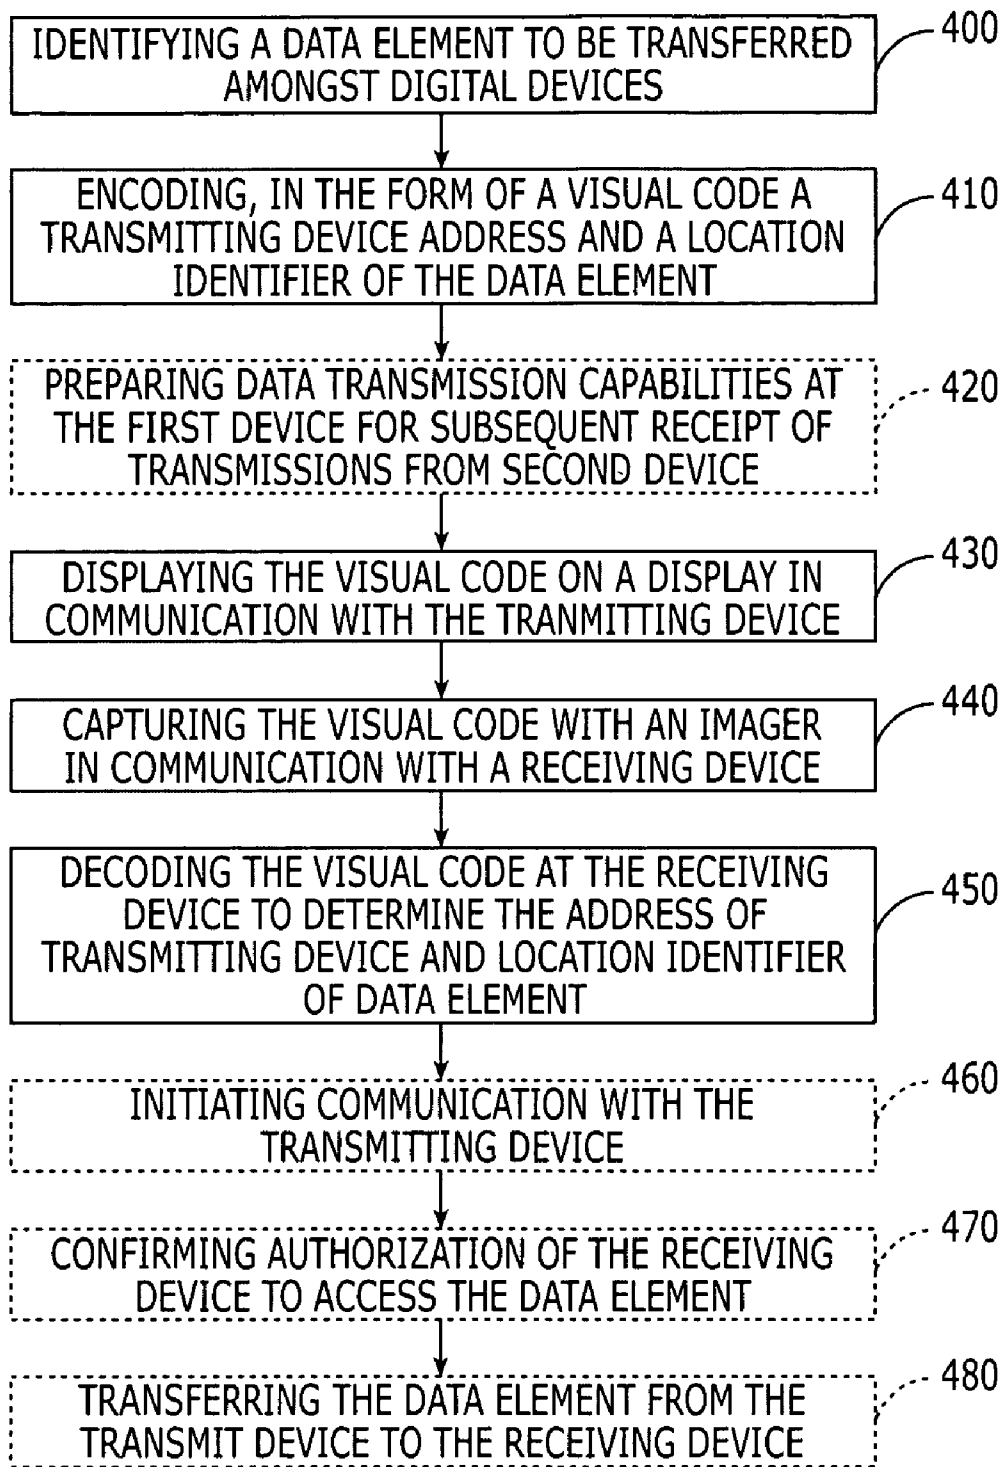 IDENTIFYING A DATA ELEMENT TO BE TRANSFERRED
AMONGST DIGITAL DEVICES
400
ENCODING, IN THE FORM OF A VISUAL CODE A
TRANSMITTING DEVICE ADDRESS AND A LOCATION
IDENTIFIER OF THE DATA ELEMENT
410
PREPARING DATA TRANSMISSION CAPABILITIES AT
THE FIRST DEVICE FOR SUBSEQUENT RECEIPT OF
TRANSMISSIONS FROM SECOND DEVICE
420
DISPLAYING THE VISUAL CODE ON A DISPLAY IN
COMMUNICATION WITH THE TRANMITTING DEVICE
430
CAPTURING THE VISUAL CODE WITH AN IMAGER
IN COMMUNICATION WITH A RECEIVING DEVICE
440
DECODING THE VISUAL CODE AT THE RECEIVING
DEVICE TO DETERMINE THE ADDRESS OF
TRANSMITTING DEVICE AND LOCATION IDENTIFIER
OF DATA ELEMENT
450
INITIATING COMMUNICATION WITH THE
TRANSMITTING DEVICE
460
CONFIRMING AUTHORIZATION OF THE RECEIVING
DEVICE TO ACCESS THE DATA ELEMENT
470
TRANSFERRING THE DATA ELEMENT FROM THE
TRANSMIT DEVICE TO THE RECEIVING DEVICE
480